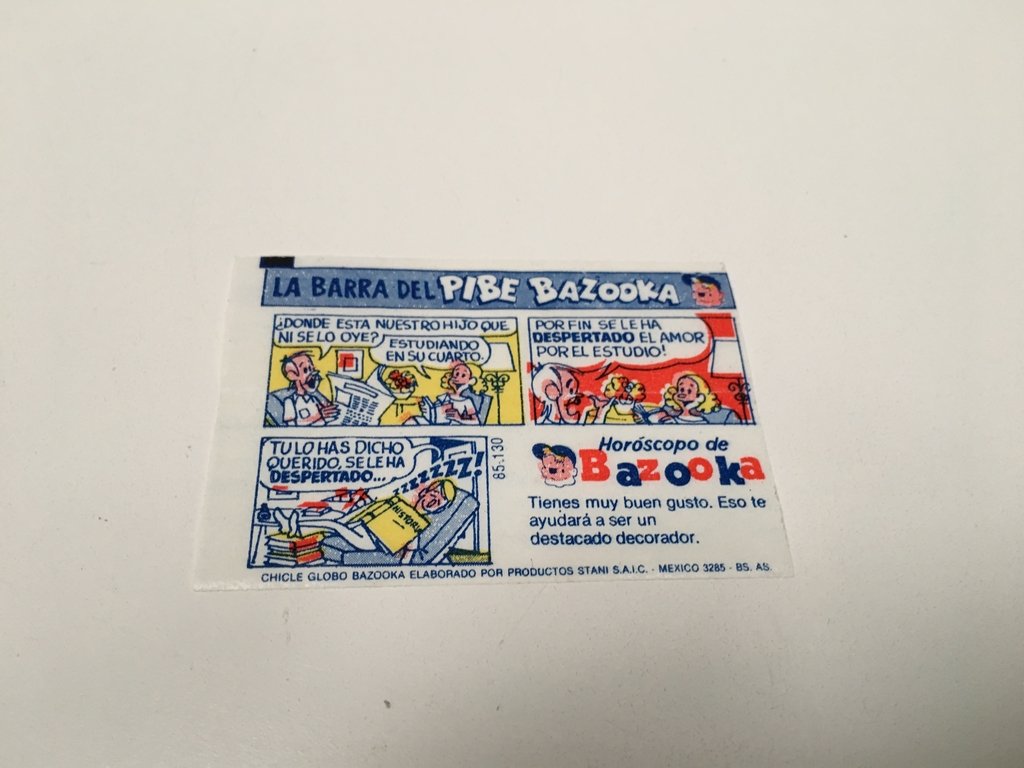 LA BARRA DEL PIBE BAZOOKA
¿DONDE ESTA NUESTRO HIJO QUE
NI SE LO OYE?
ESTUDIANDO
EN SU CUARTO.
POR FIN SE LE HA
DESPERTADO EL AMOR
POR EL ESTUDIO!
TU LO HAS DICHO
QUERIDO, SE LE HA
DESPERTADO...
ZZZZZZZ!
HISTORIA
85.130
Horóscopo de
Bazooka
Tienes muy buen gusto. Eso te
ayudará a ser un
destacado decorador.
CHICLE GLOBO BAZOOKA ELABORADO POR PRODUCTOS STANI S.A.I.C. - MEXICO 3285 - BS. AS.